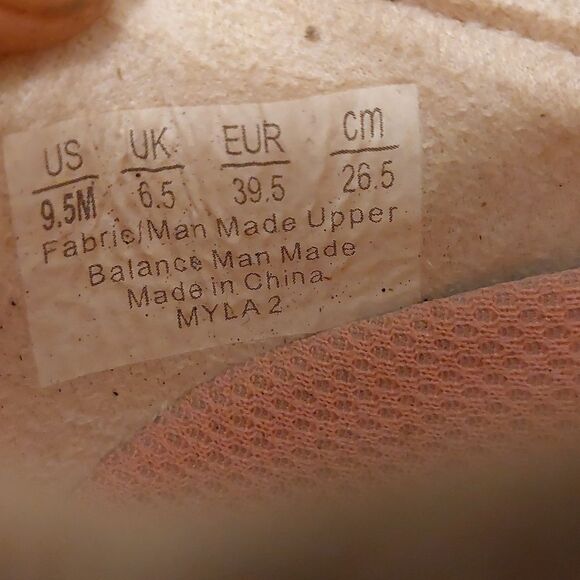 US UK EUR cm
9.5M 6.5 39.5 26.5
Fabric/Man Made Upper
Balance Man Made
Made in China
MYLA 2